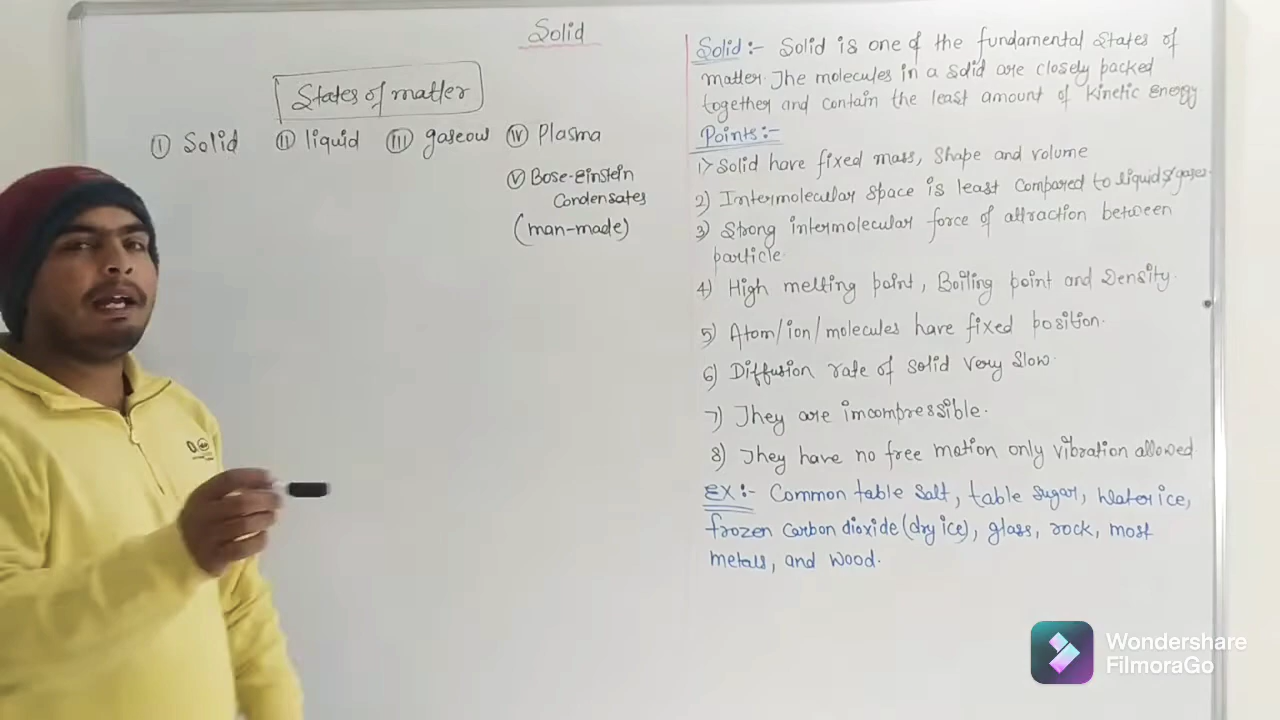 Solid
States of matter
I Solid II liquid III gaseous IV Plasma
V Bose-Einstein
Condensates
(man-made)
Solid :- Solid is one of the fundamental states of
matter. The molecules in a solid are closely packed
together and contain the least amount of kinetic Energy
Points :-
1) Solid have fixed mass, shape and volume
2) Intermolecular space is least compared to liquids/gases.
3) Strong intermolecular force of attraction between
particle.
4) High melting point, Boiling point and Density.
5) Atom/ion/molecules have fixed position.
6) Diffusion rate of solid very slow.
7) They are incompressible.
8) They have no free motion only vibration allowed
EX :- Common table salt, table sugar, water ice,
frozen carbon dioxide (dry ice), glass, rock, most
metals, and wood.
Wondershare
FilmoraGo